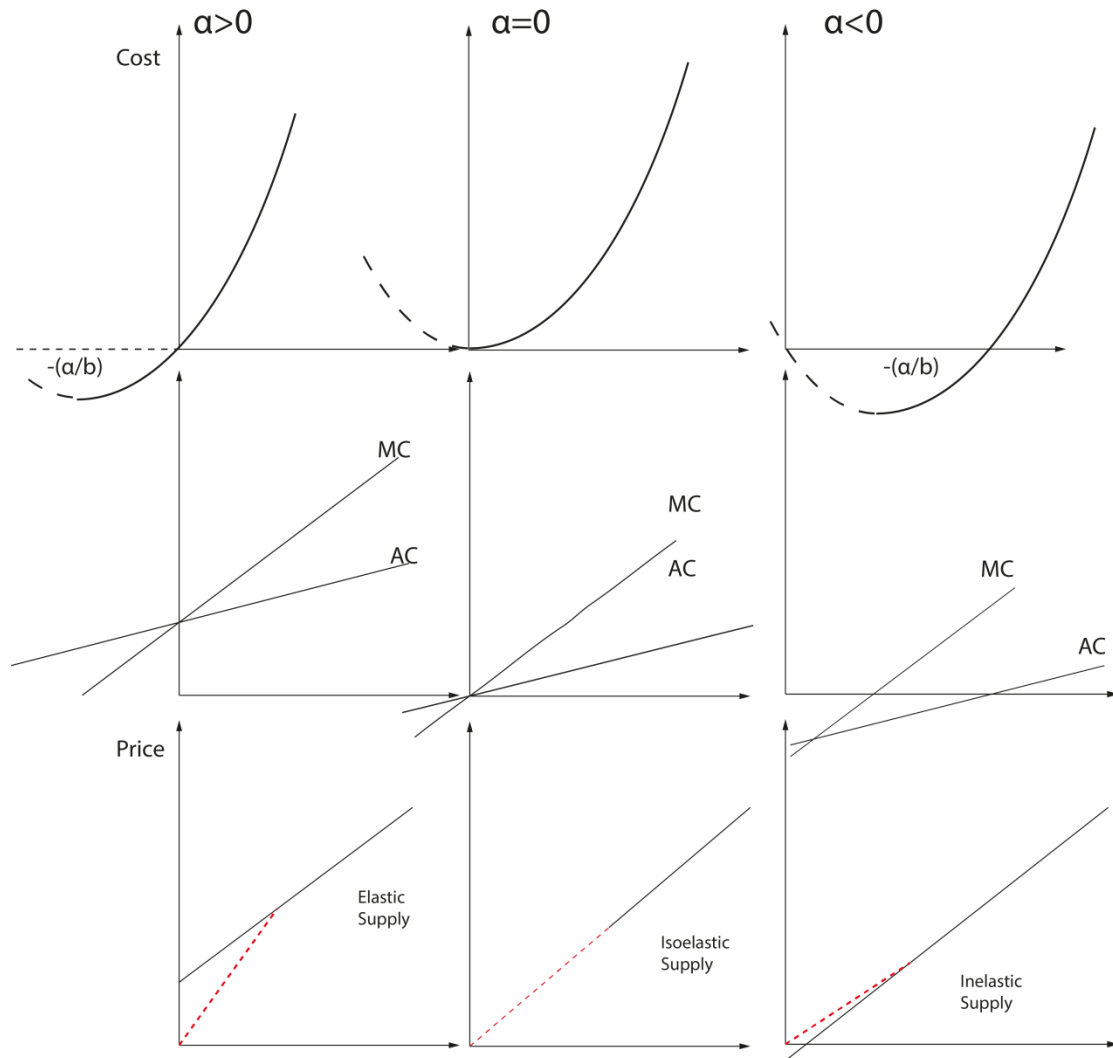 α>0
α=0
α<0
Cost
-(α/b)
-(α/b)
MC
AC
MC
AC
MC
AC
Price
Elastic
Supply
Isoelastic
Supply
Inelastic
Supply